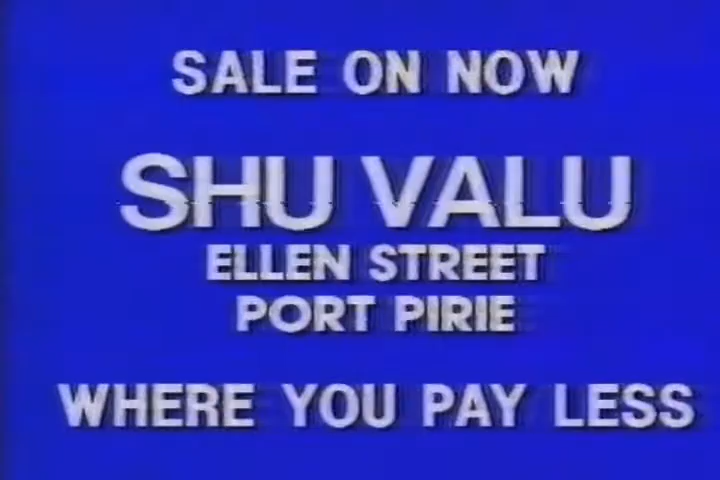 SALE ON NOW
SHU VALU
ELLEN STREET
PORT PIRIE
WHERE YOU PAY LESS